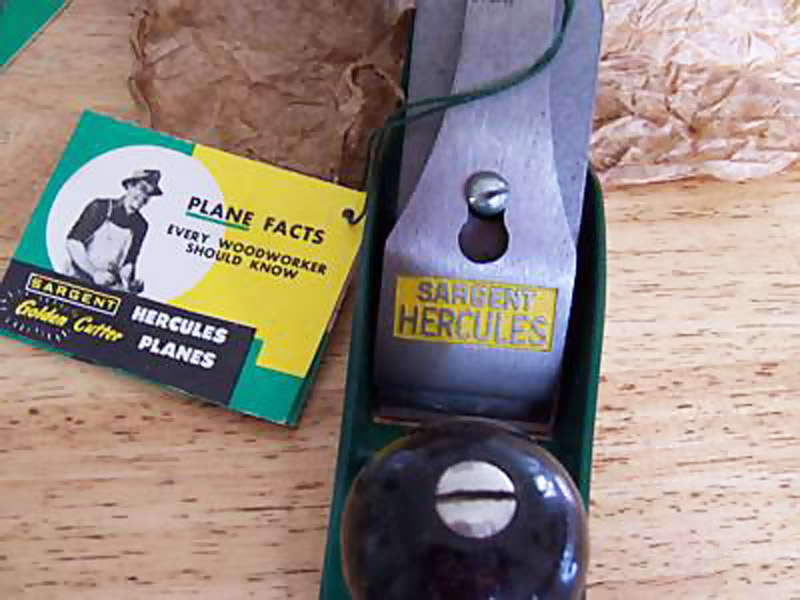 PLANE FACTS
EVERY WOODWORKER
SHOULD KNOW
SARGENT
Golden Cutter
HERCULES
PLANES
SARGENT
HERCULES